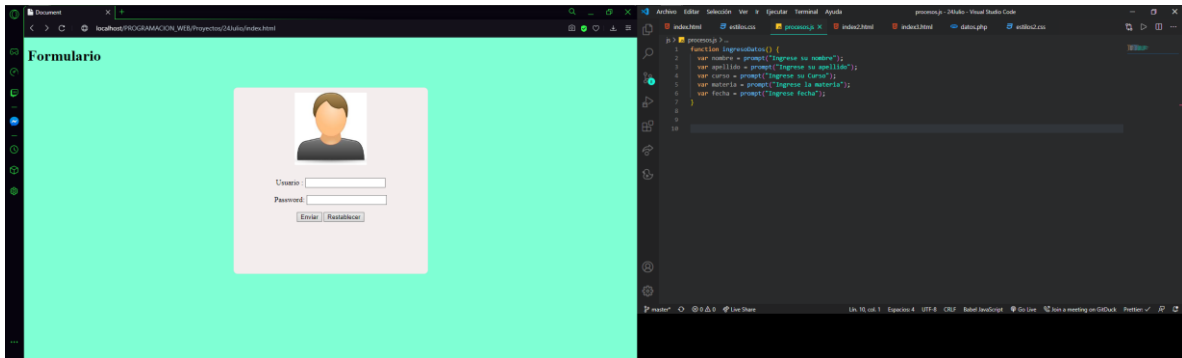 Document
localhost/PROGRAMACION_WEB/Proyectos/24Julio/index.html
Formulario
Usuario :
Password:
Enviar Restablecer
Archivo Editar Selección Ver Ir Ejecutar Terminal Ayuda procesos.js - 24Julio - Visual Studio Code
index.html estilos.css procesos.js index2.html index3.html datos.php estilos2.css
js > procesos.js > ...
1 function ingresoDatos() {
2 var nombre = prompt("Ingrese su nombre");
3 var apellido = prompt("Ingrese su apellido");
4 var curso = prompt("Ingrese su Curso");
5 var materia = prompt("Ingrese la materia");
6 var fecha = prompt("Ingrese Fecha");
7 }
8
9
10
master* 0 0 0 Live Share Lín. 10, col. 1 Espacios: 4 UTF-8 CRLF Babel JavaScript Go Live Join a meeting on GitDuck Prettier